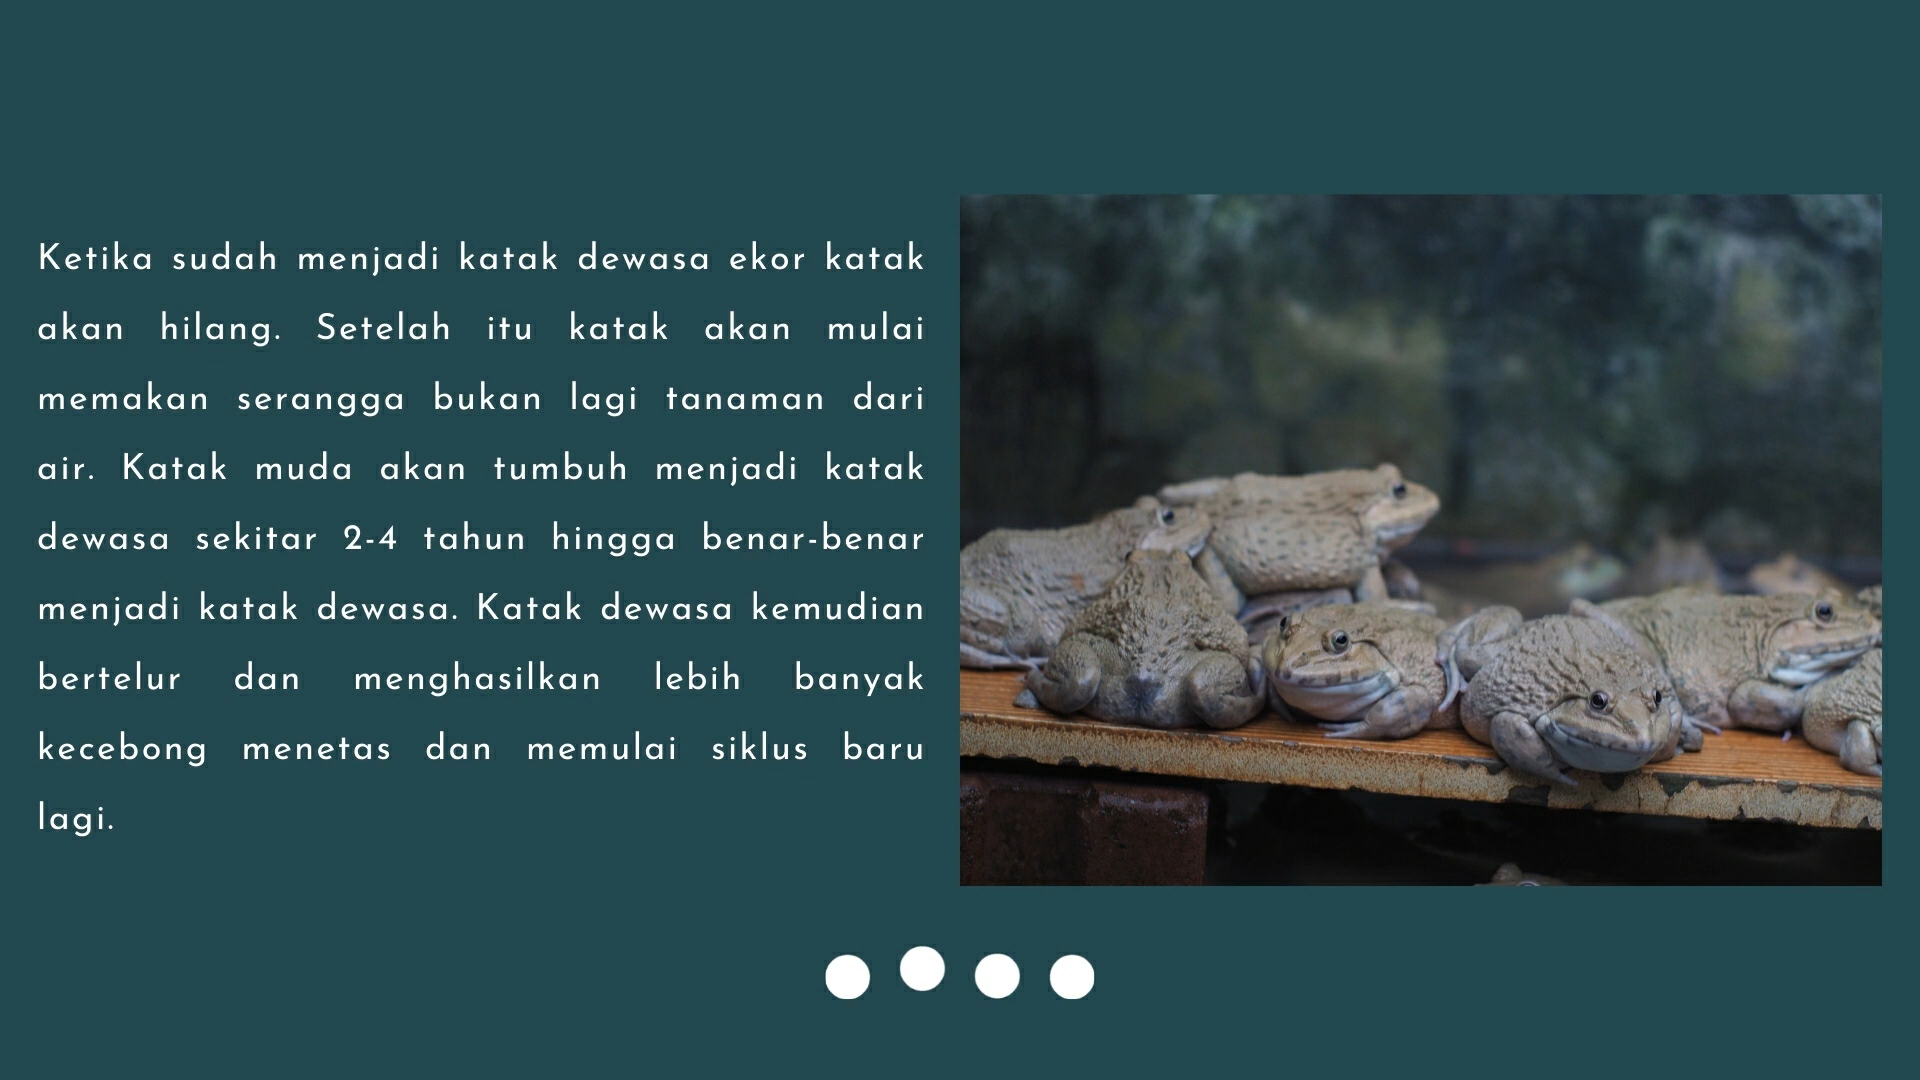 Ketika sudah menjadi katak dewasa ekor katak
akan hilang. Setelah itu katak akan mulai
memakan serangga bukan lagi tanaman dari
air. Katak muda akan tumbuh menjadi katak
dewasa sekitar 2-4 tahun hingga benar-benar
menjadi katak dewasa. Katak dewasa kemudian
bertelur dan menghasilkan lebih banyak
kecebong menetas dan memulai siklus baru
lagi.